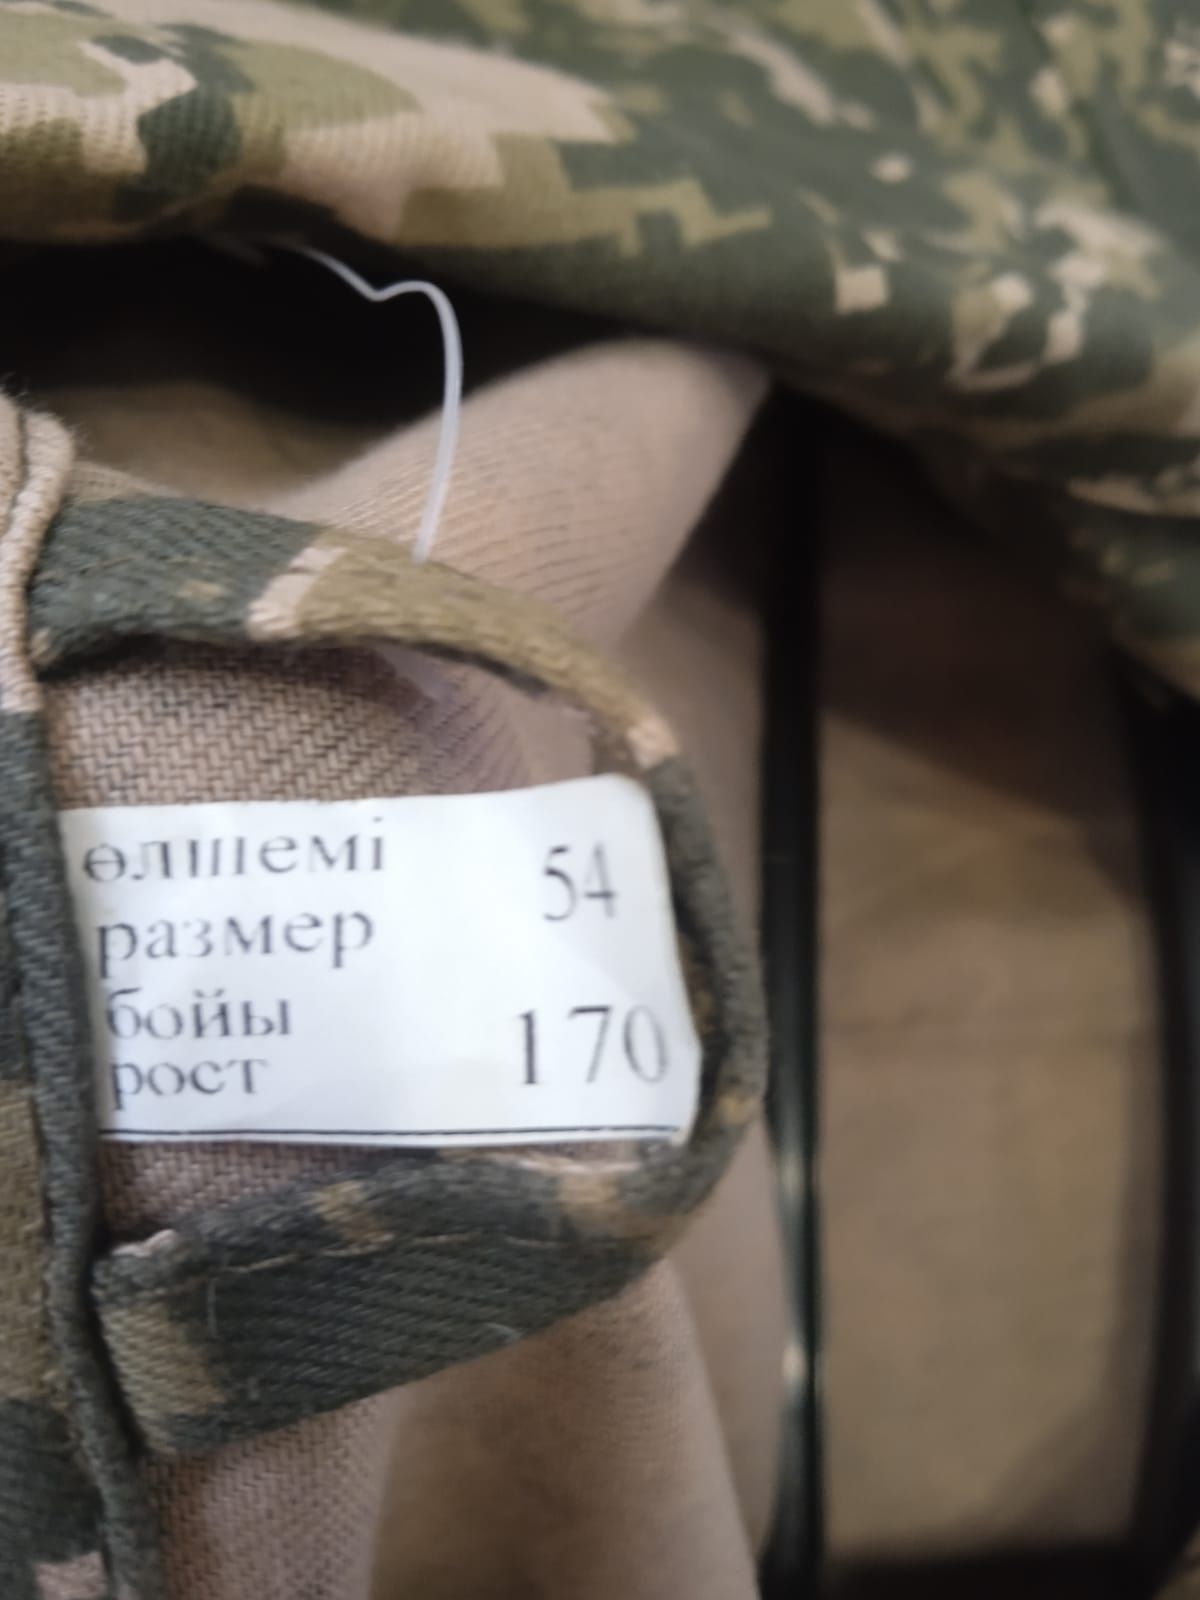 өлшемі 54
размер
бойы 170
рост